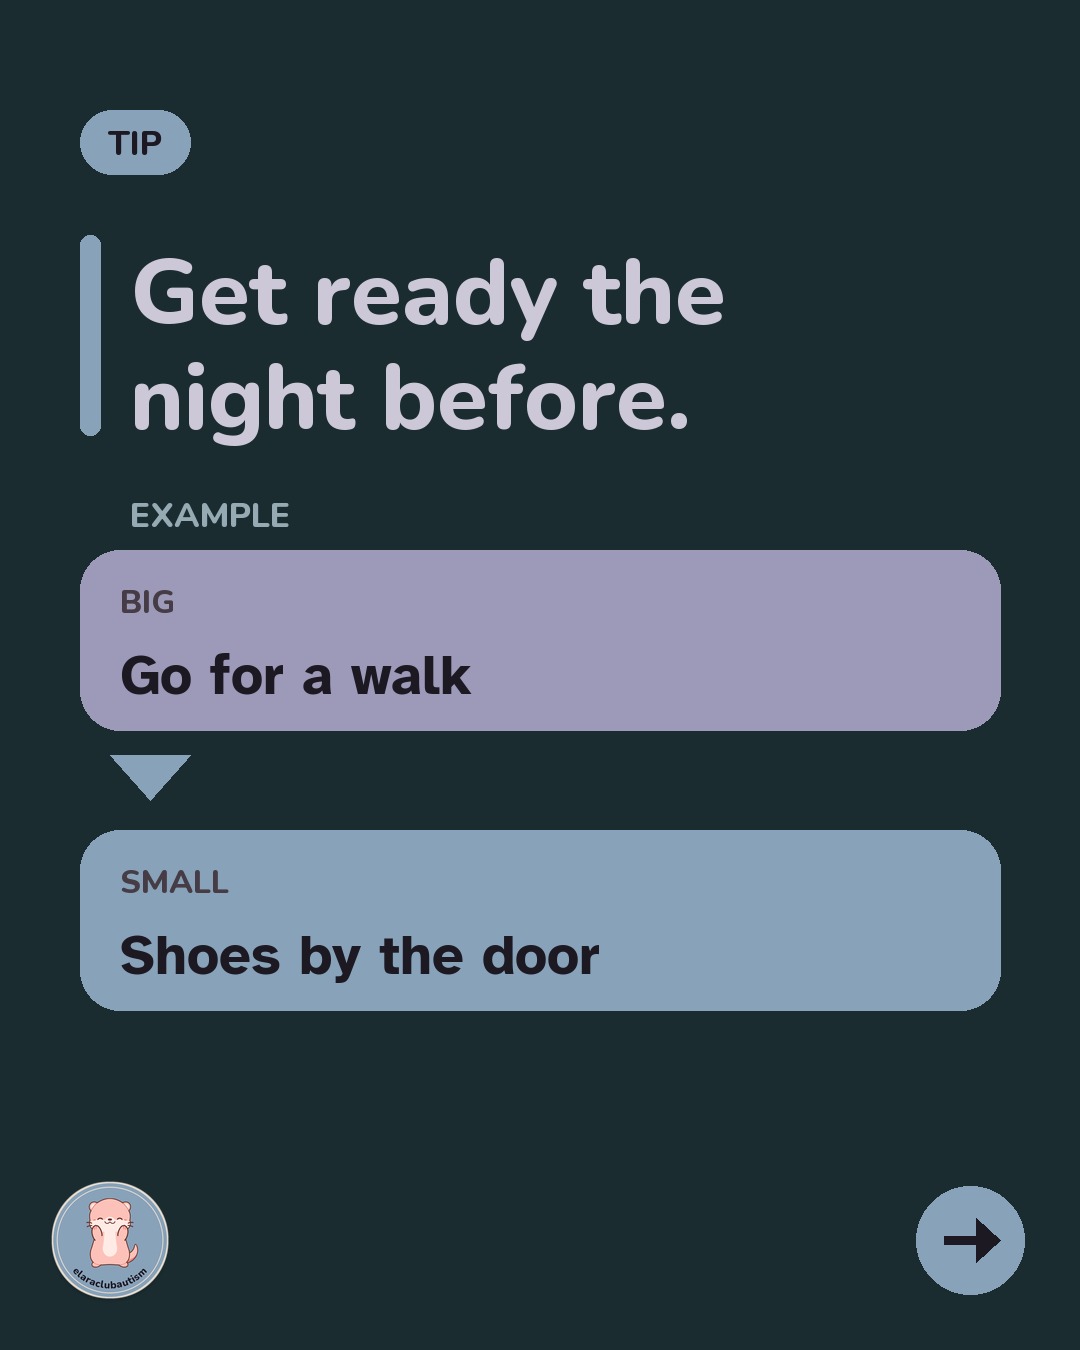 TIP
Get ready the
night before.
EXAMPLE
BIG
Go for a walk
SMALL
Shoes by the door
elaraclubautism